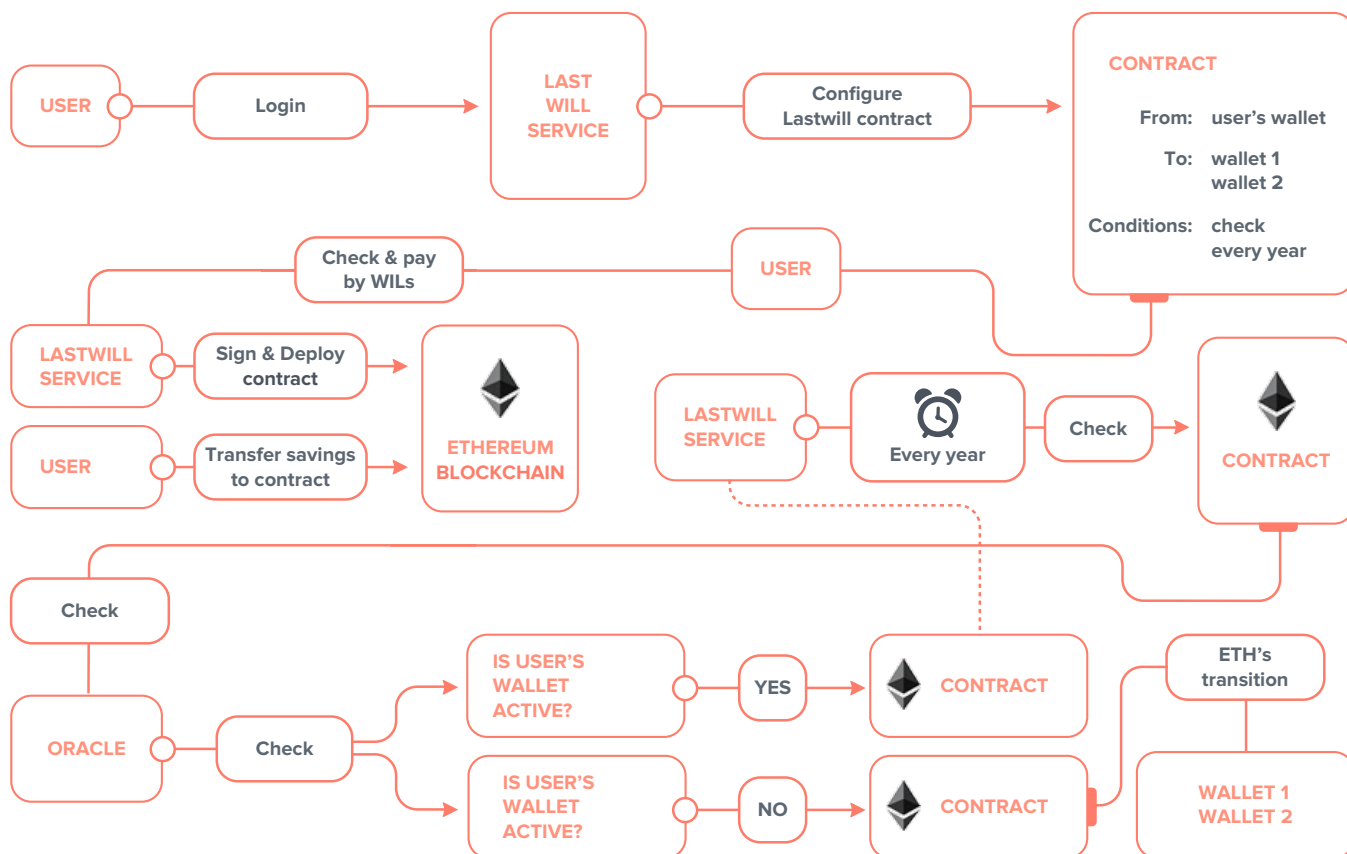 USER
Login
LAST
WILL
SERVICE
Configure
Lastwill contract
CONTRACT
From: user's wallet
To: wallet 1
wallet 2
Conditions: check
every year
Check & pay
by WILs
USER
LASTWILL
SERVICE
Sign & Deploy
contract
ETHEREUM
BLOCKCHAIN
USER
Transfer savings
to contract
LASTWILL
SERVICE
Every year
Check
CONTRACT
Check
ORACLE
Check
IS USER'S
WALLET
ACTIVE?
YES
CONTRACT
ETH's
transition
IS USER'S
WALLET
ACTIVE?
NO
CONTRACT
WALLET 1
WALLET 2